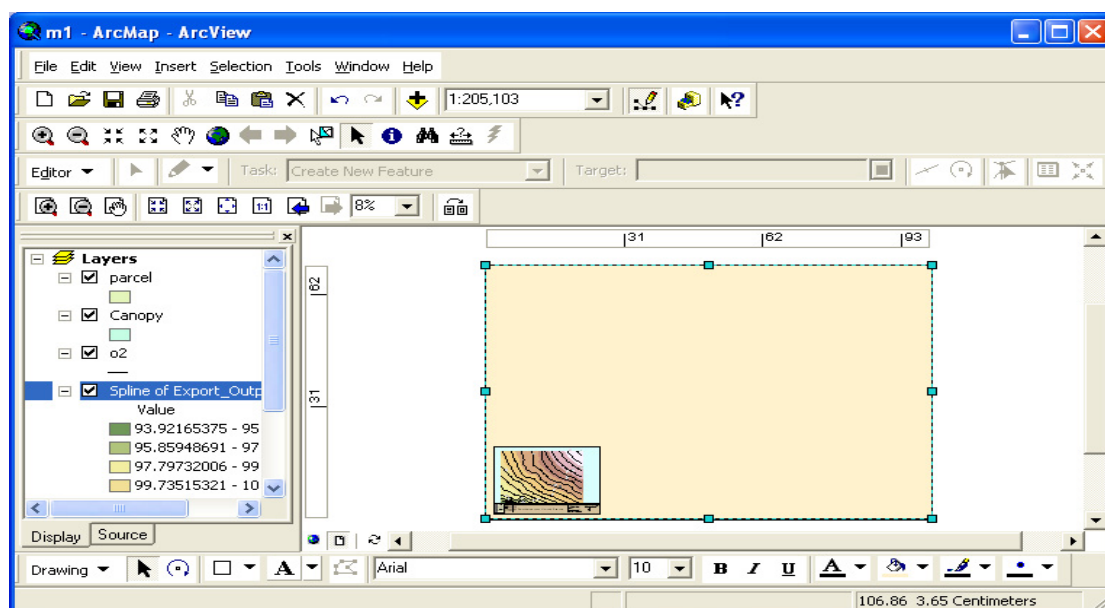 m1 - ArcMap - ArcView
File Edit View Insert Selection Tools Window Help
1:205,103
Editor Task: Create New Feature Target:
1:1 8%
Layers
parcel
Canopy
o2
Spline of Export_Outp
Value
93.92165375 - 95
95.85948691 - 97
97.79732006 - 99
99.73515321 - 10
Display Source
31 62 93
62
31
Drawing A Arial 10 B I U A
106.86 3.65 Centimeters